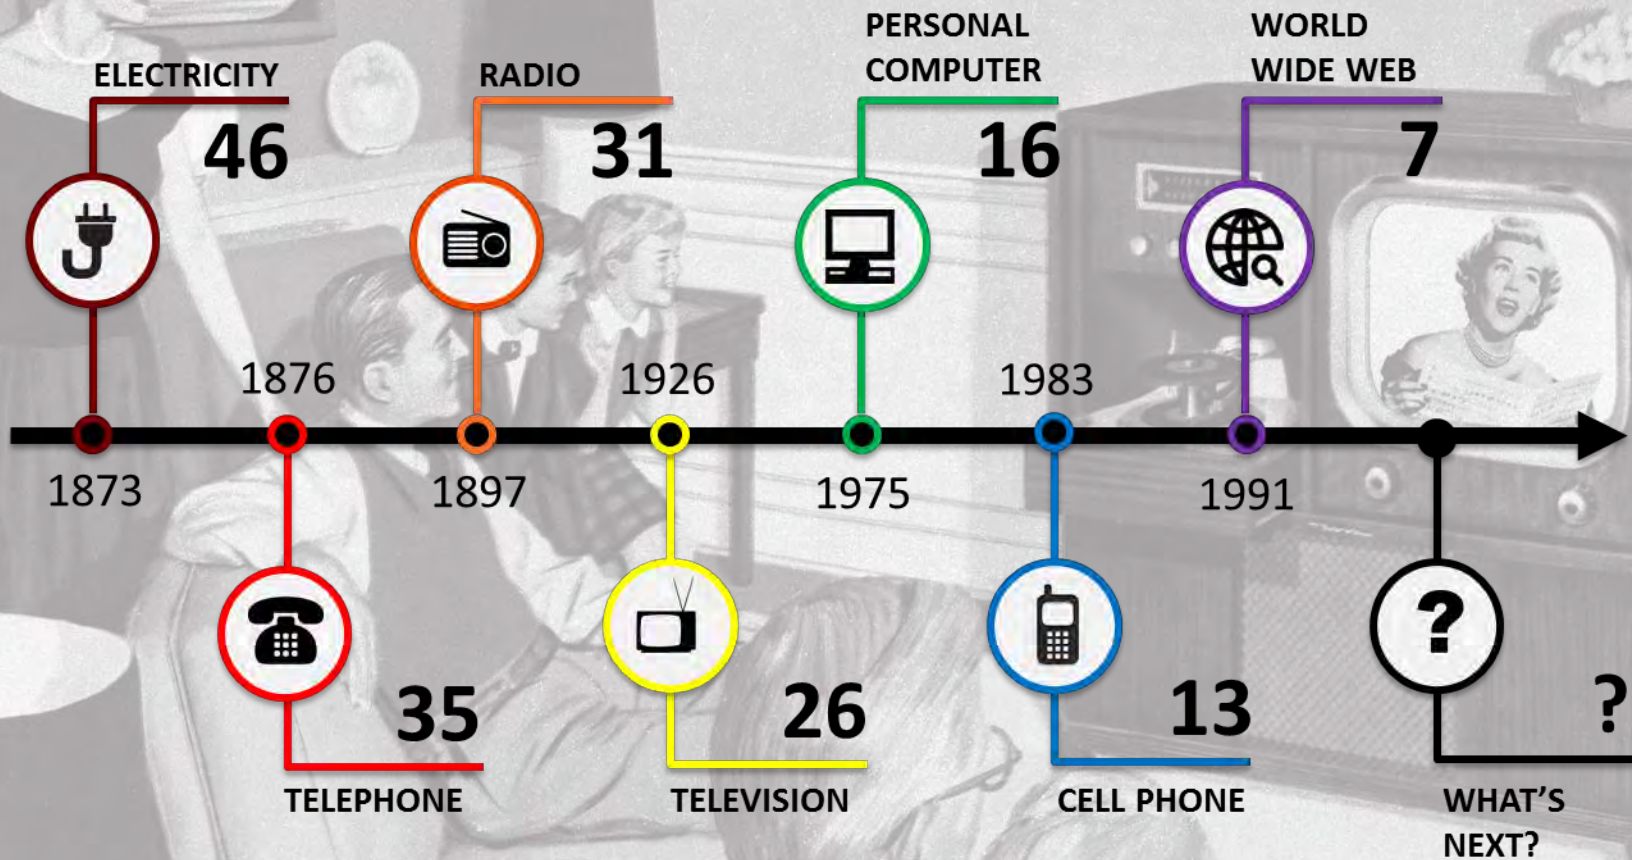 ELECTRICITY
46
1873
1876
35
TELEPHONE
RADIO
31
1897
1926
26
TELEVISION
PERSONAL
COMPUTER
16
1975
1983
13
CELL PHONE
WORLD
WIDE WEB
7
1991
?
?
WHAT'S
NEXT?